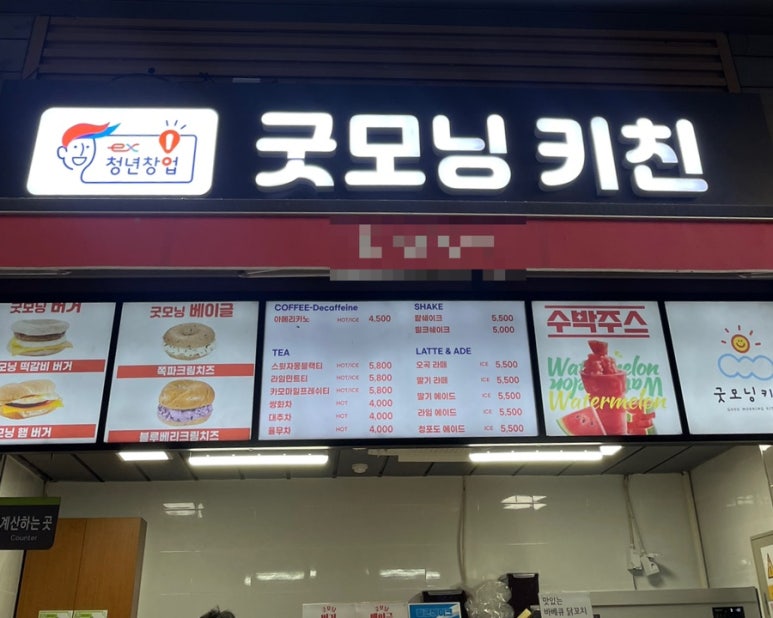 ex
청년창업
굿모닝 키친
굿모닝 버거
모닝 떡갈비 버거
모닝 햄 버거
굿모닝 베이글
쪽파크림치즈
블루베리크림치즈
COFFEE-Decaffeine
아메리카노 HOT/ICE 4,500
TEA
스윗자몽블랙티 HOT/ICE 5,800
라임민트티 HOT/ICE 5,800
카모마일프레쉬티 HOT/ICE 5,800
쌍화차 HOT 4,000
대추차 HOT 4,000
율무차 HOT 4,000
SHAKE
팥쉐이크 5,500
밀크쉐이크 5,000
LATTE & ADE
오곡 라떼 ICE 5,500
딸기 라떼 ICE 5,500
딸기 에이드 ICE 5,500
라임 에이드 ICE 5,500
청포도 에이드 ICE 5,500
수박주스
Watermelon
Watermelon
Watermelon
굿모닝키
GOOD MORNING KI
계산하는 곳
Counter
맛있는
바베큐 닭꼬치